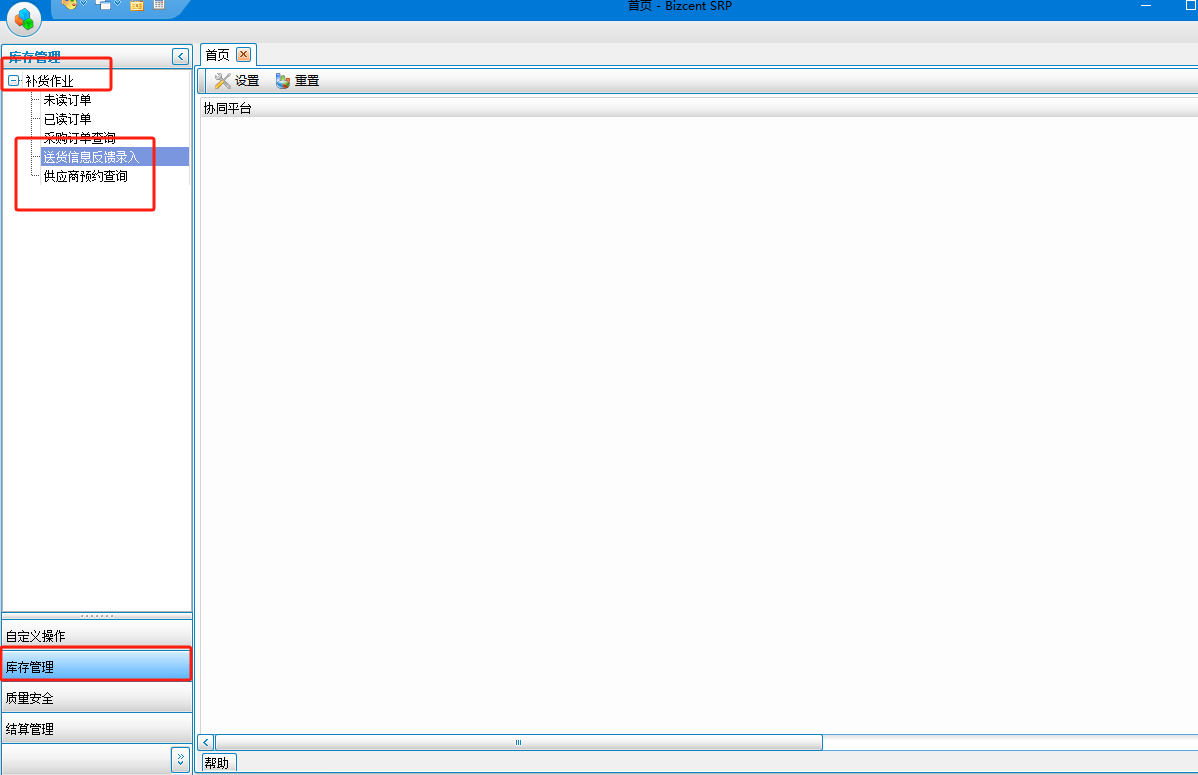 首页 - Bizcent SRP
库存管理
首页
补货作业
设置
重置
未读订单
协同平台
已读订单
采购订单查询
送货信息反馈录入
供应商预约查询
自定义操作
库存管理
质量安全
结算管理
帮助